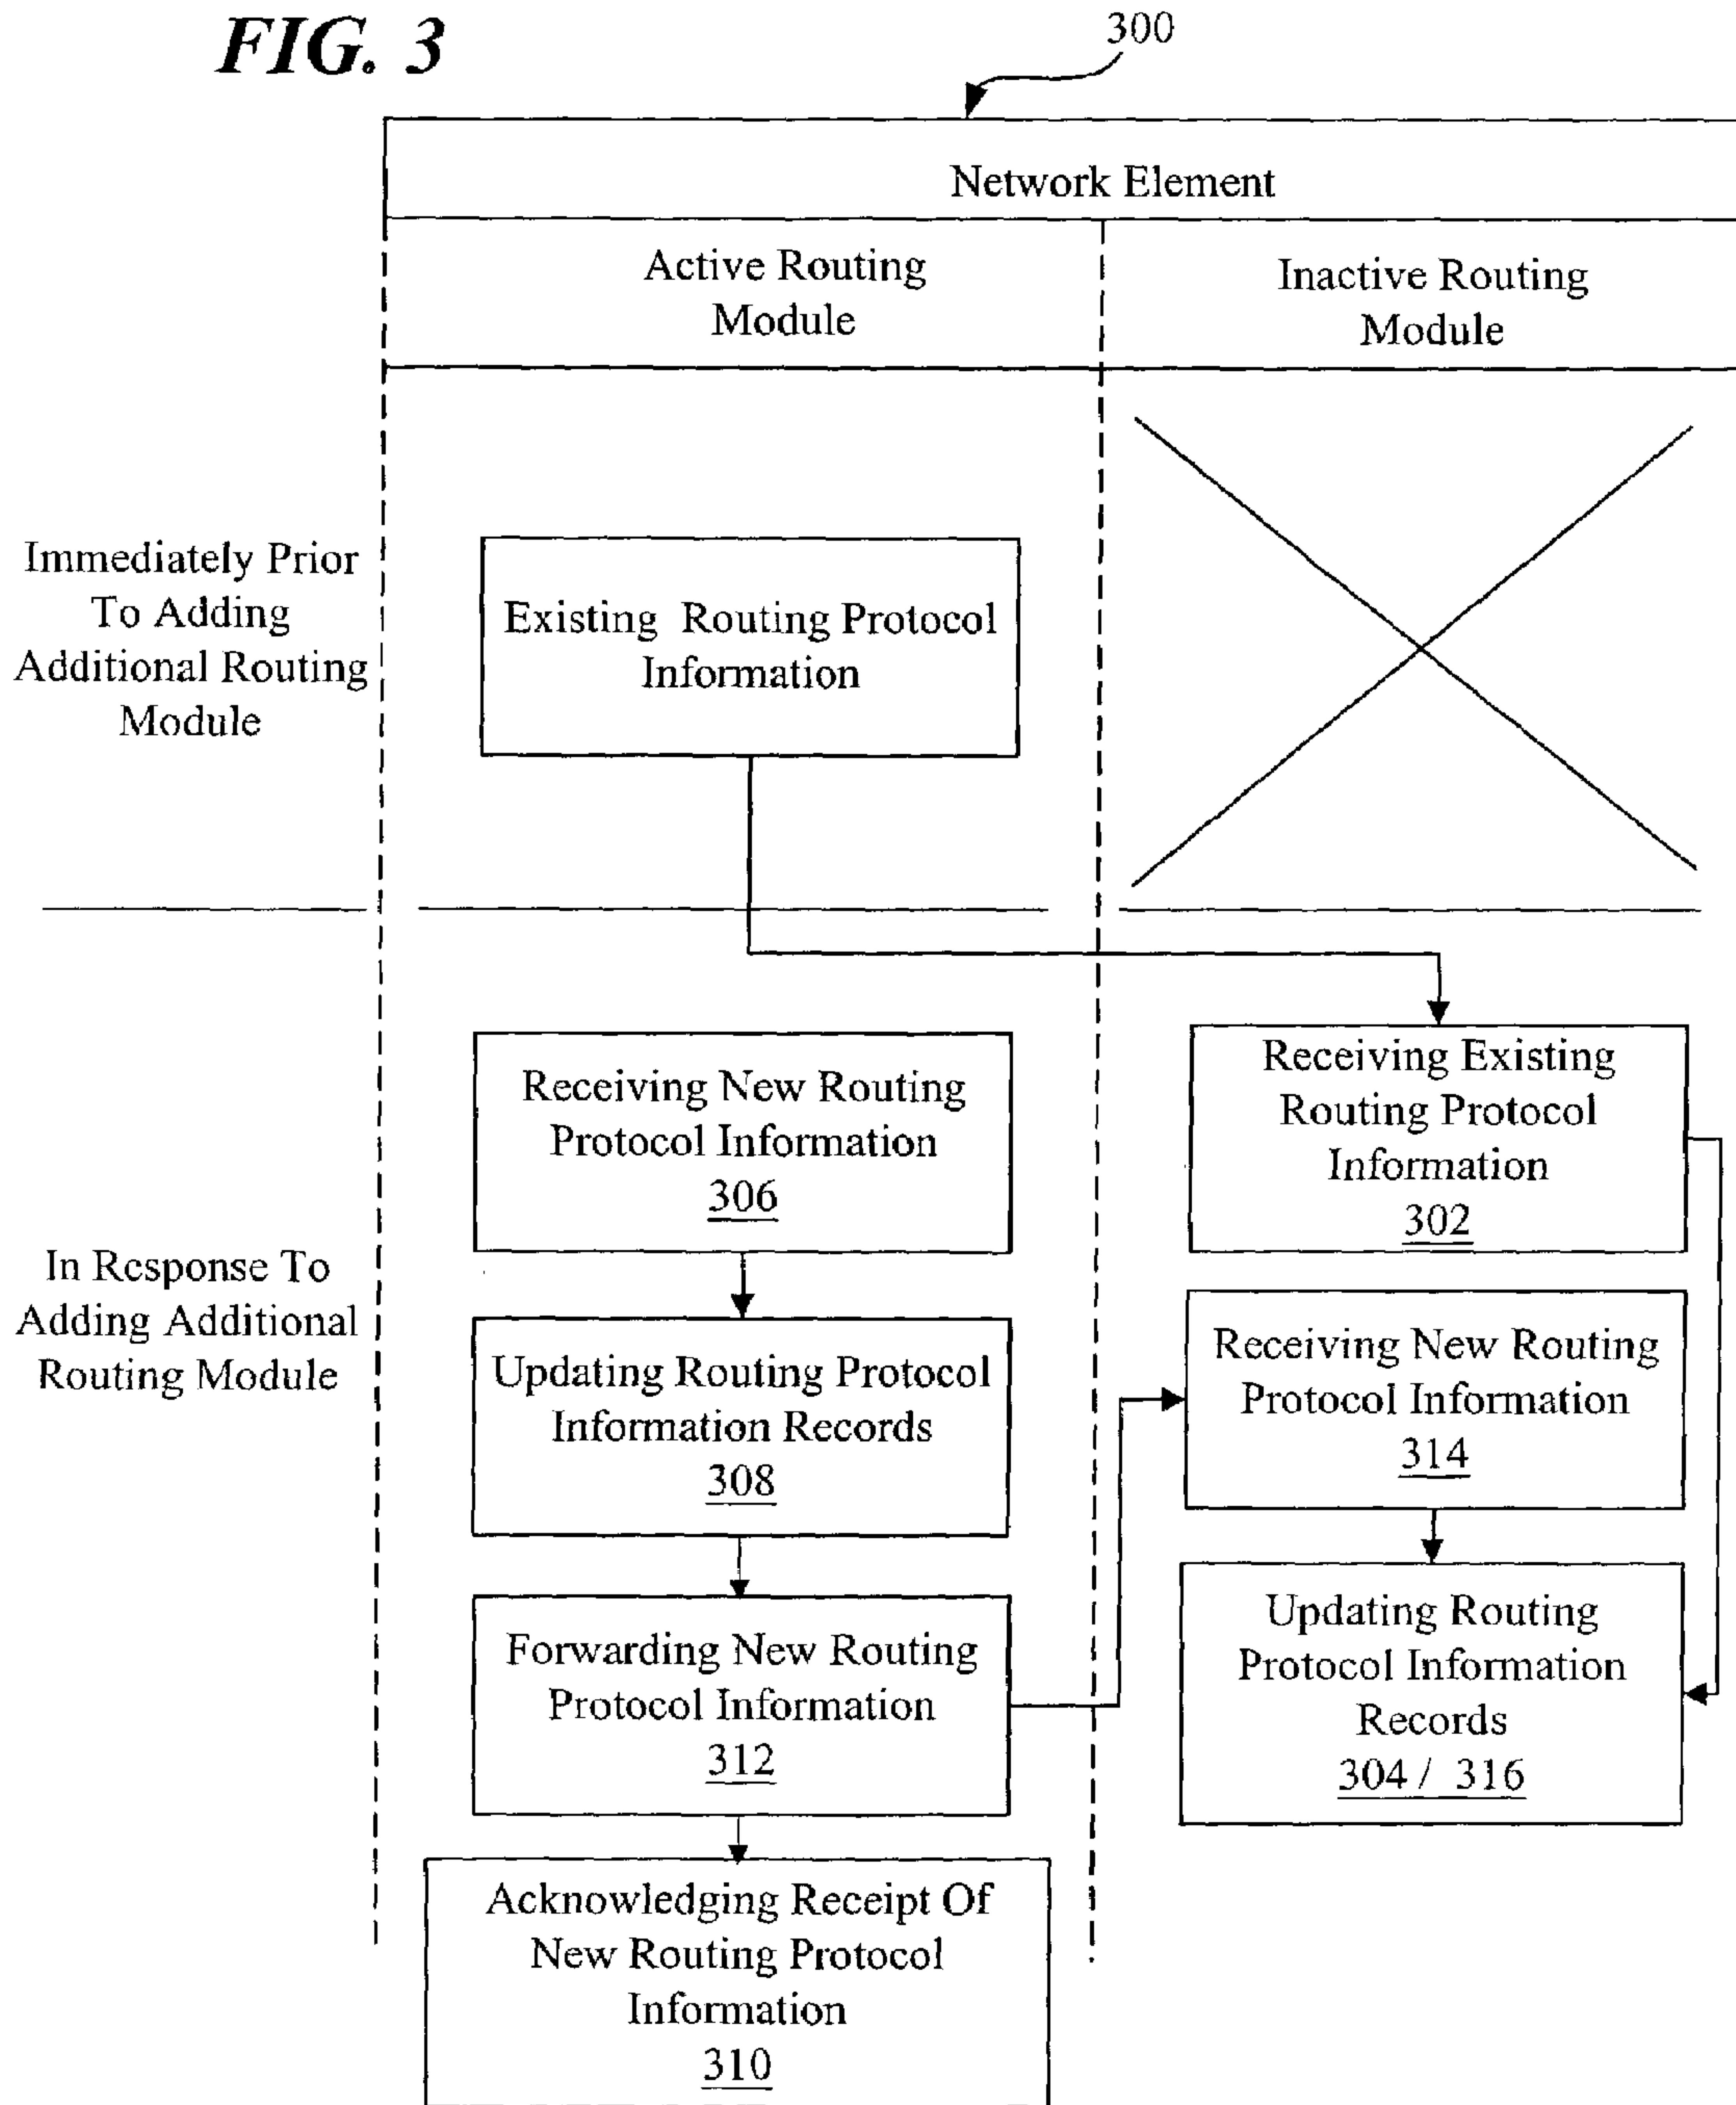 FIG. 3
300
Network Element
Active Routing
Module
Inactive Routing
Module
Immediately Prior
To Adding
Additional Routing
Module
Existing Routing Protocol
Information
In Response To
Adding Additional
Routing Module
Receiving New Routing
Protocol Information
306
Receiving Existing
Routing Protocol
Information
302
Updating Routing Protocol
Information Records
308
Receiving New Routing
Protocol Information
314
Forwarding New Routing
Protocol Information
312
Updating Routing
Protocol Information
Records
304 / 316
Acknowledging Receipt Of
New Routing Protocol
Information
310